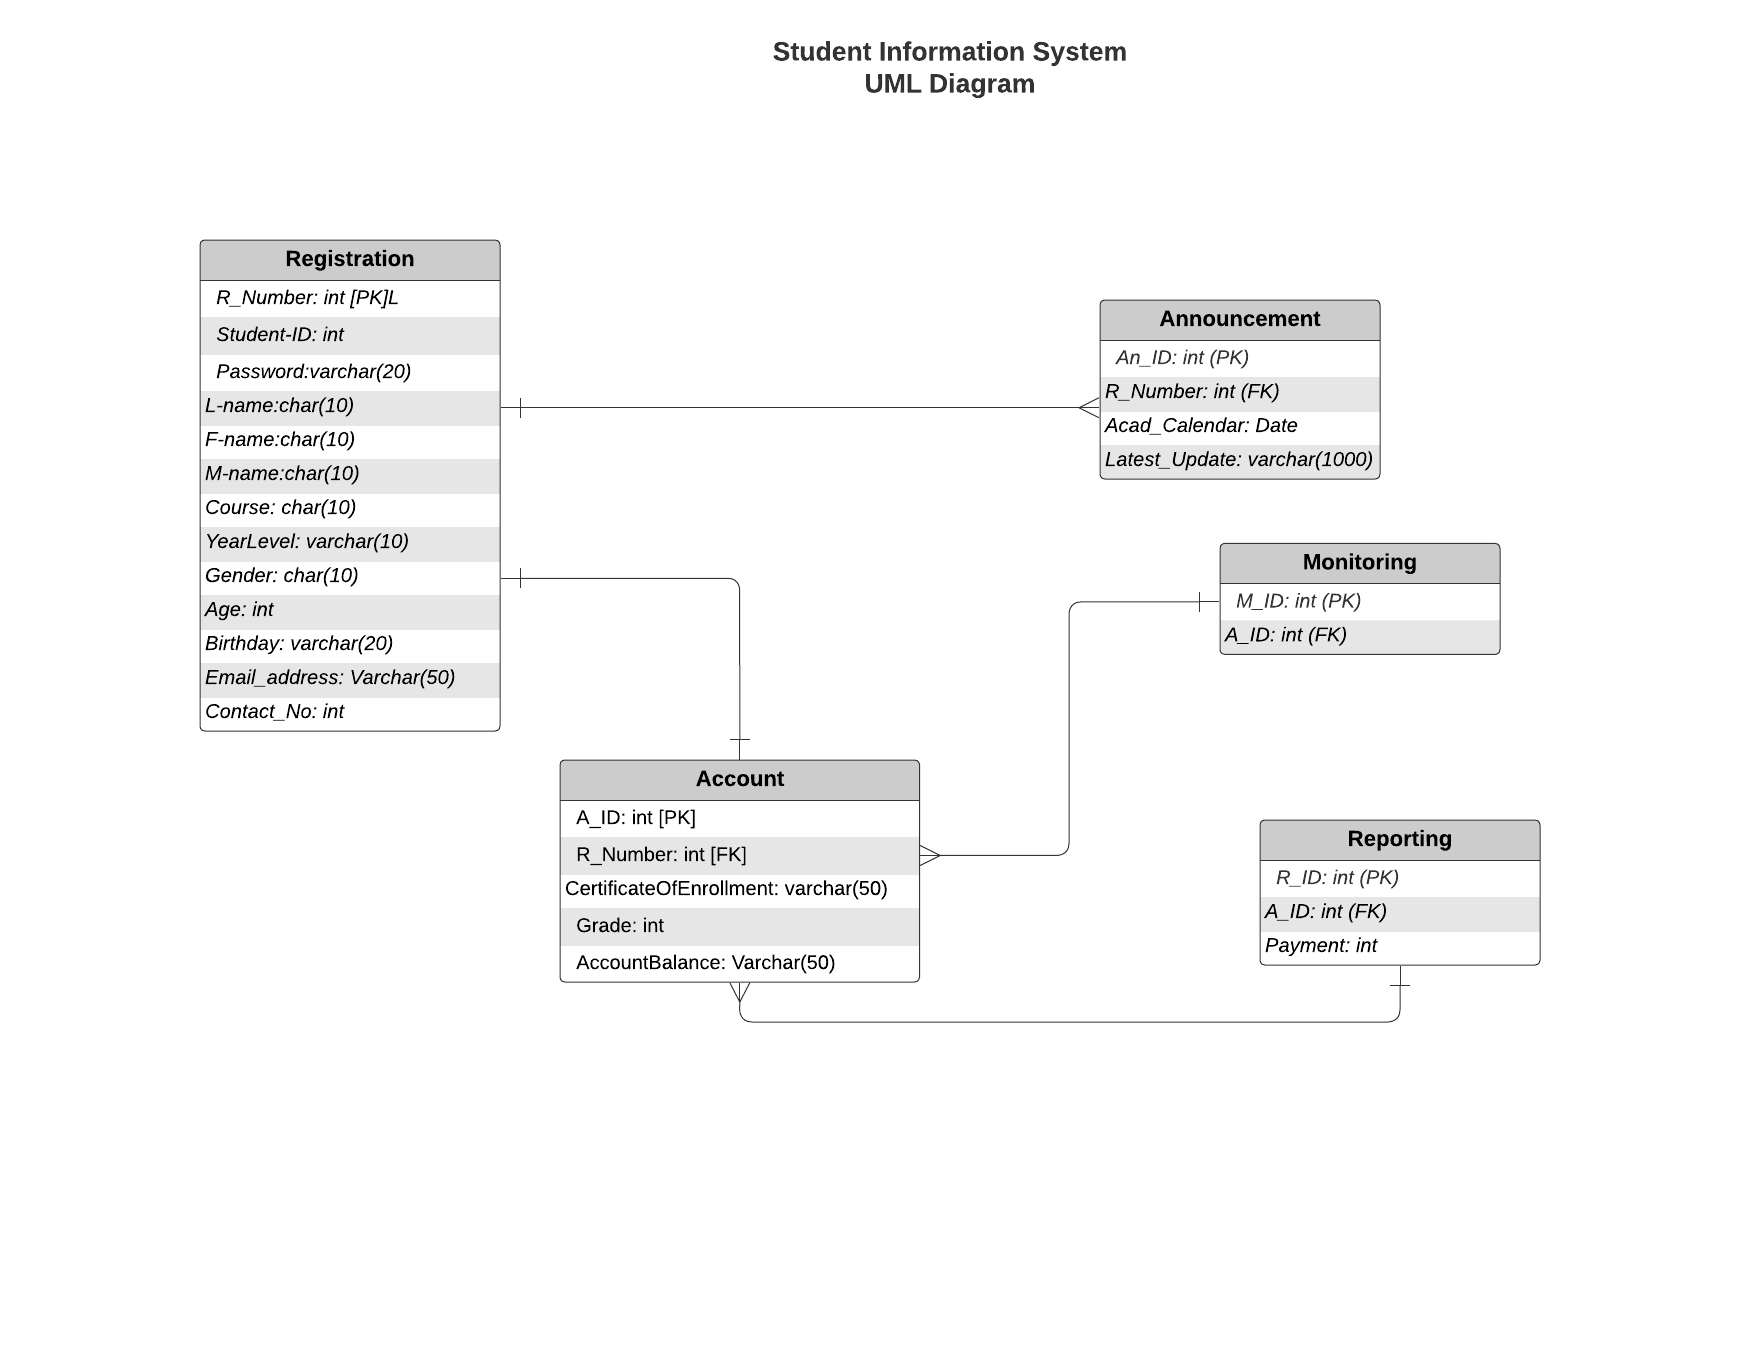 Student Information System
UML Diagram
Registration
R_Number: int [PK]L
Student-ID: int
Password:varchar(20)
L-name:char(10)
F-name:char(10)
M-name:char(10)
Course: char(10)
YearLevel: varchar(10)
Gender: char(10)
Age: int
Birthday: varchar(20)
Email_address: Varchar(50)
Contact_No: int
Announcement
An_ID: int (PK)
R_Number: int (FK)
Acad_Calendar: Date
Latest_Update: varchar(1000)
Monitoring
M_ID: int (PK)
A_ID: int (FK)
Account
A_ID: int [PK]
R_Number: int [FK]
CertificateOfEnrollment: varchar(50)
Grade: int
AccountBalance: Varchar(50)
Reporting
R_ID: int (PK)
A_ID: int (FK)
Payment: int